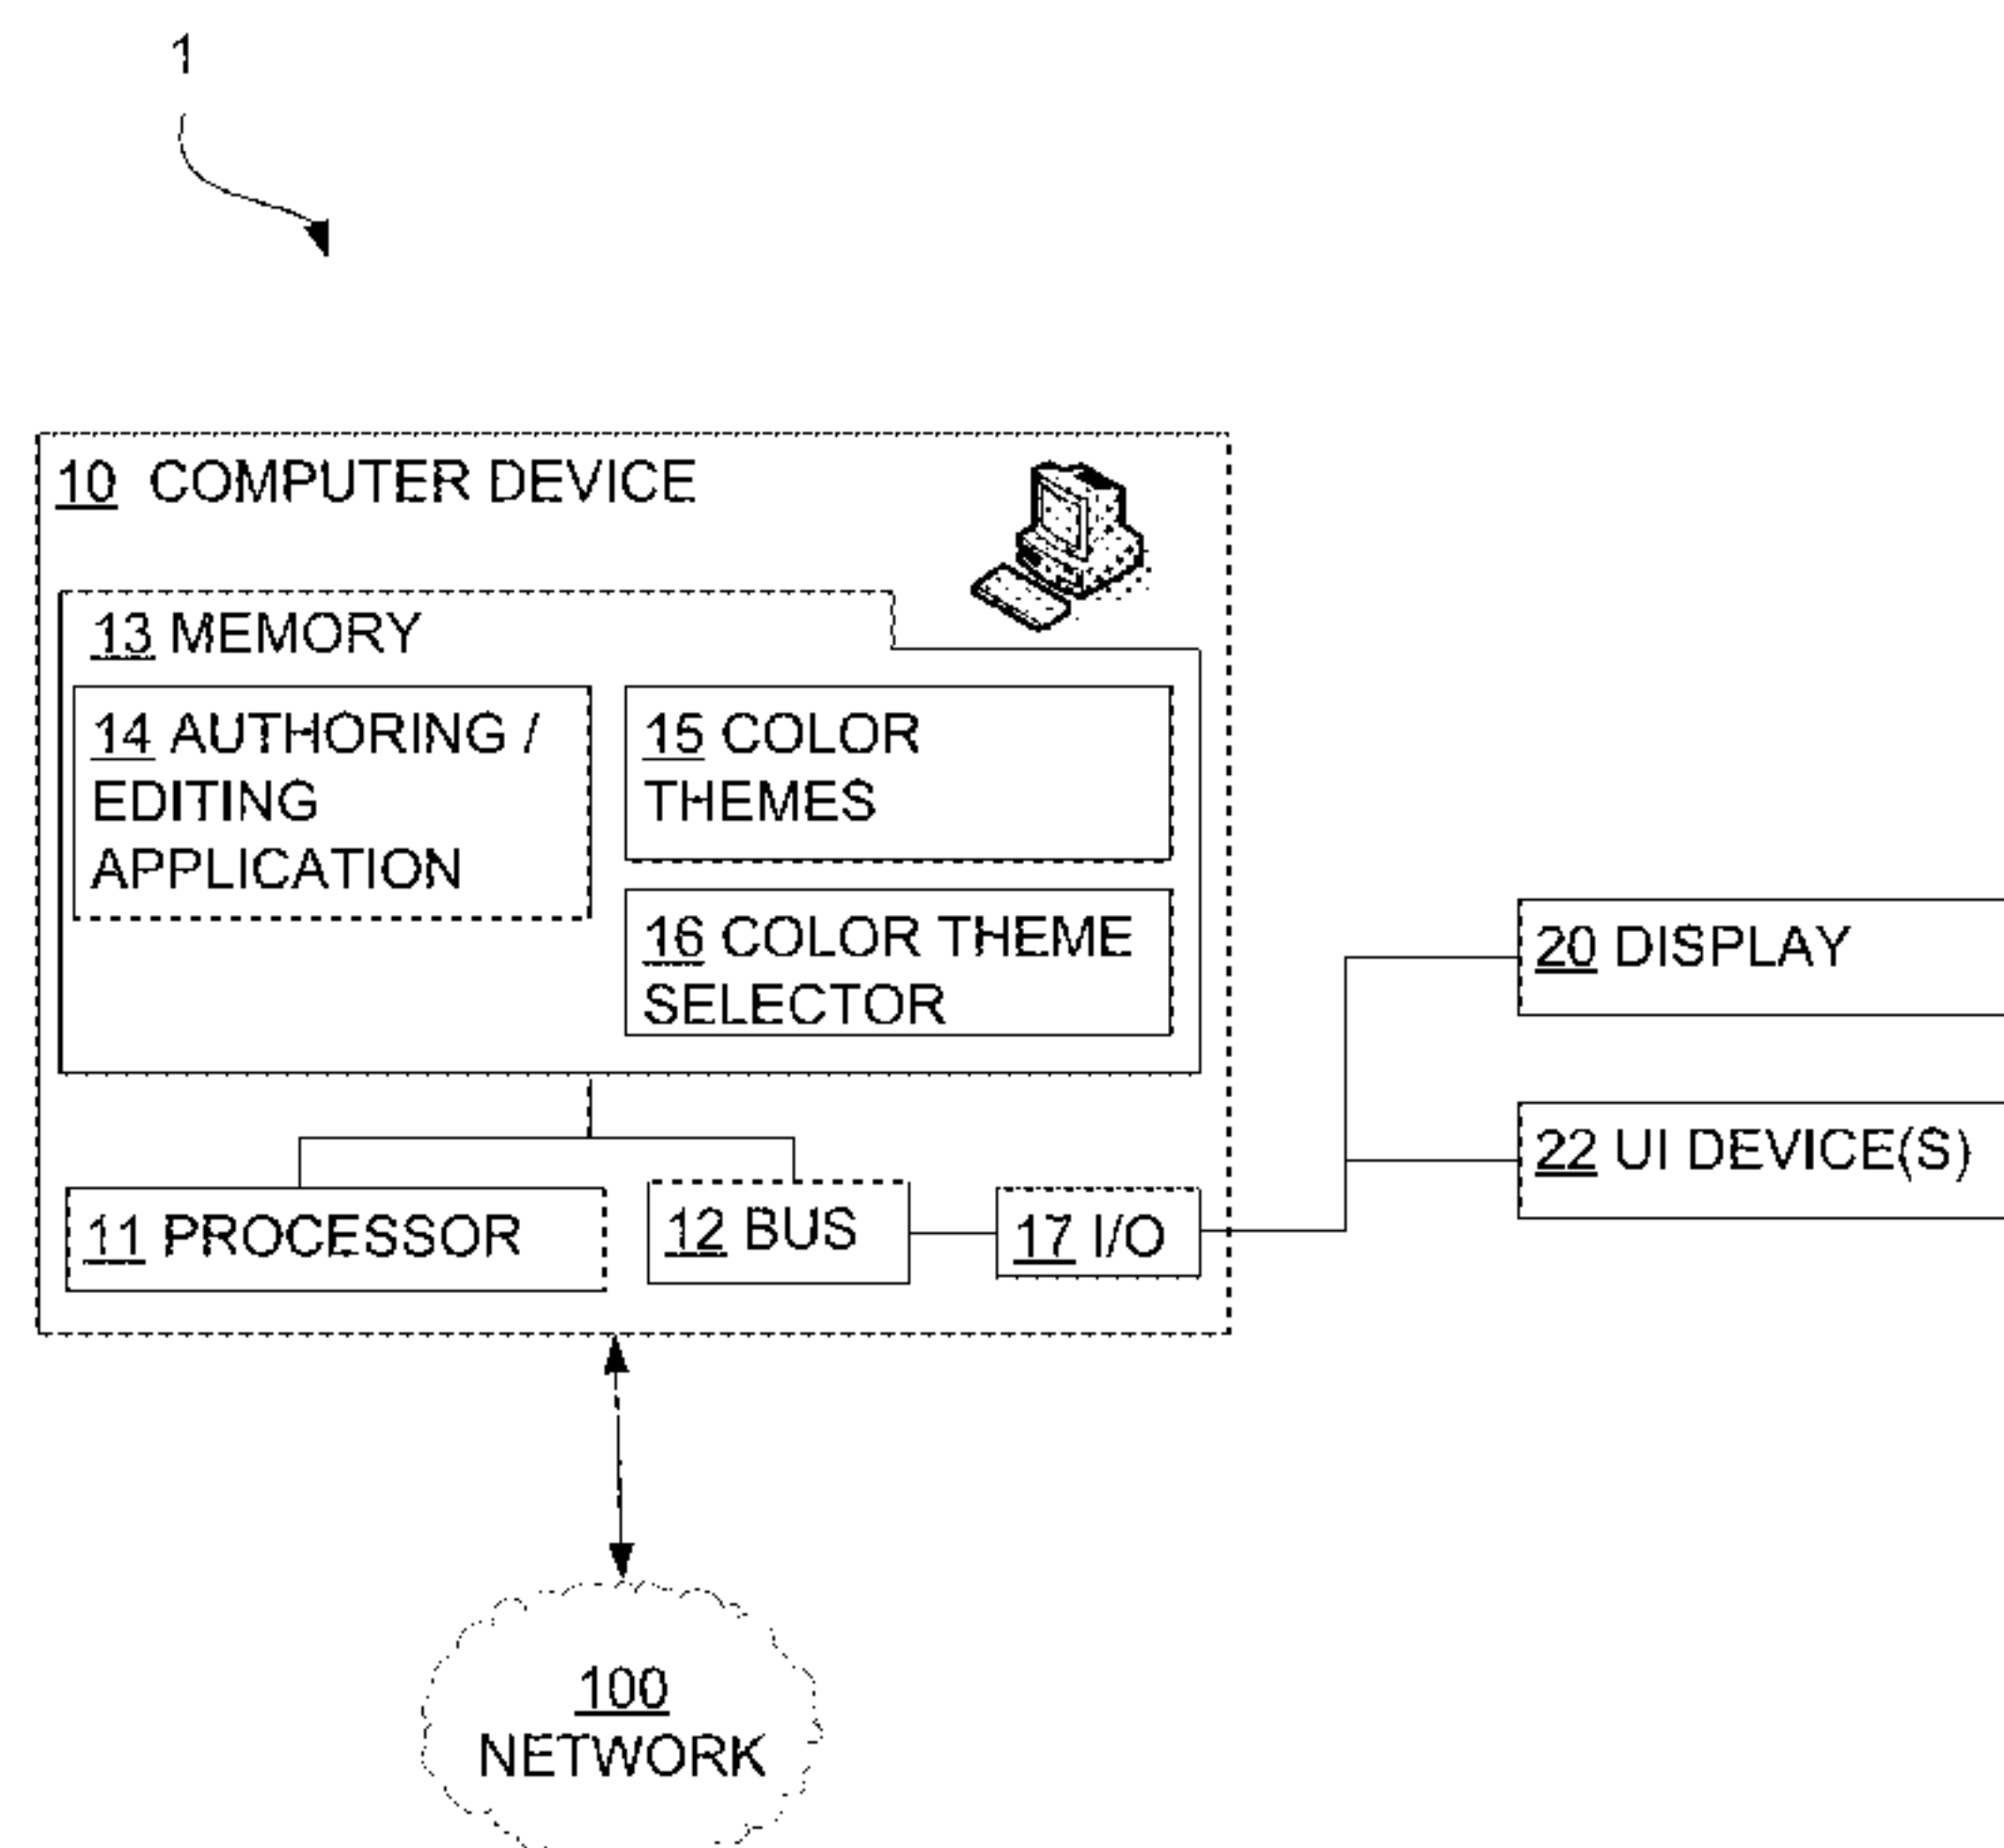 1
10 COMPUTER DEVICE
13 MEMORY
14 AUTHORING /
EDITING
APPLICATION
15 COLOR
THEMES
16 COLOR THEME
SELECTOR
20 DISPLAY
22 UI DEVICE(S)
11 PROCESSOR
12 BUS
17 I/O
100
NETWORK